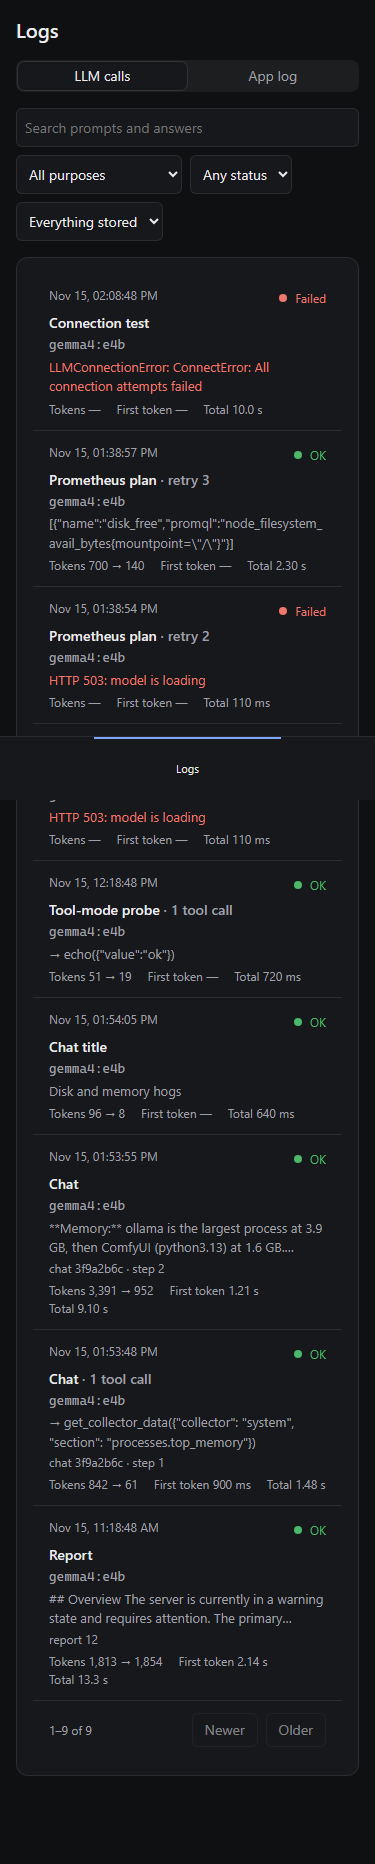 Logs
LLM calls
App log
Search prompts and answers
All purposes
Any status
Everything stored
Nov 15, 02:08:48 PM
Failed
Connection test
gemma4:e4b
LLMConnectionError: ConnectError: All
connection attempts failed
Tokens — First token — Total 10.0 s
Nov 15, 01:38:57 PM
OK
Prometheus plan · retry 3
gemma4:e4b
[{"name":"disk_free","promql":"node_filesystem_
avail_bytes{mountpoint=\"/\"}"}]
Tokens 700 → 140 First token — Total 2.30 s
Nov 15, 01:38:54 PM
Failed
Prometheus plan · retry 2
gemma4:e4b
HTTP 503: model is loading
Tokens — First token — Total 110 ms
Logs
HTTP 503: model is loading
Tokens — First token — Total 110 ms
Nov 15, 12:18:48 PM
OK
Tool-mode probe · 1 tool call
gemma4:e4b
→ echo({"value":"ok"})
Tokens 51 → 19 First token — Total 720 ms
Nov 15, 01:54:05 PM
OK
Chat title
gemma4:e4b
Disk and memory hogs
Tokens 96 → 8 First token — Total 640 ms
Nov 15, 01:53:55 PM
OK
Chat
gemma4:e4b
**Memory:** ollama is the largest process at 3.9
GB, then ComfyUI (python3.13) at 1.6 GB....
chat 3f9a2b6c · step 2
Tokens 3,391 → 952 First token 1.21 s
Total 9.10 s
Nov 15, 01:53:48 PM
OK
Chat · 1 tool call
gemma4:e4b
→ get_collector_data({"collector": "system",
"section": "processes.top_memory"})
chat 3f9a2b6c · step 1
Tokens 842 → 61 First token 900 ms Total 1.48 s
Nov 15, 11:18:48 AM
OK
Report
gemma4:e4b
## Overview The server is currently in a warning
state and requires attention. The primary...
report 12
Tokens 1,813 → 1,854 First token 2.14 s
Total 13.3 s
1–9 of 9
Newer
Older